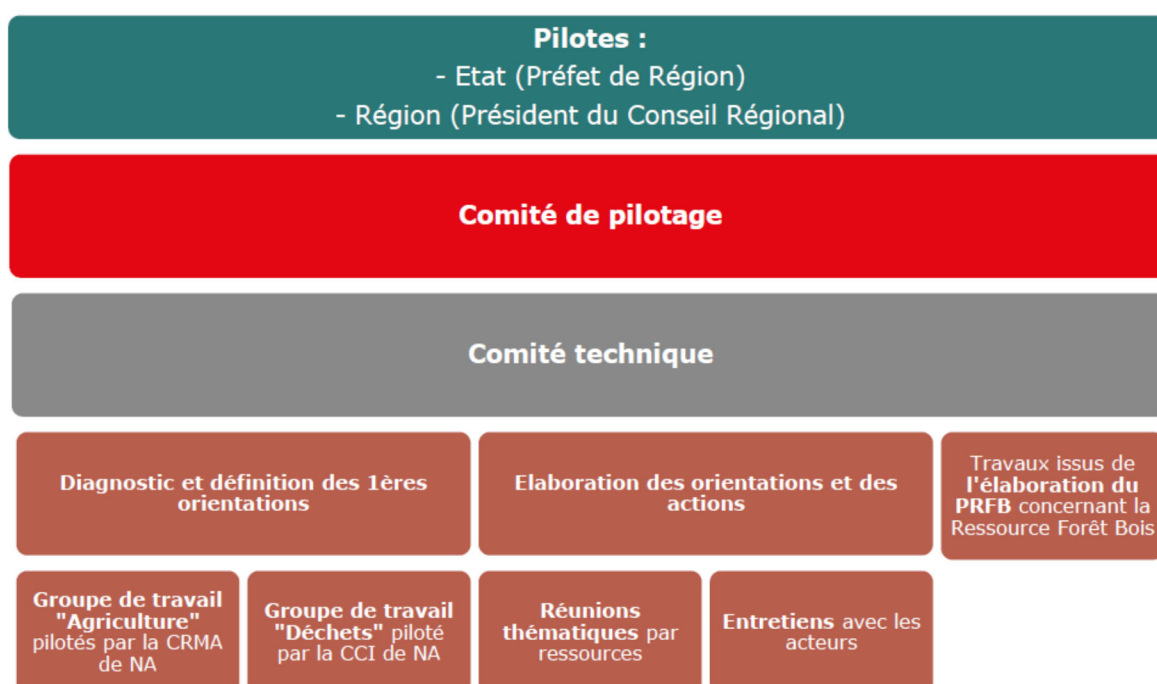 Pilotes :
- Etat (Préfet de Région)
- Région (Président du Conseil Régional)
Comité de pilotage
Comité technique
Diagnostic et définition des 1ères
orientations
Elaboration des orientations et des
actions
Travaux issus de
l'élaboration du
PRFB concernant la
Ressource Forêt Bois
Groupe de travail
"Agriculture"
pilotés par la CRMA
de NA
Groupe de travail
"Déchets" piloté
par la CCI de NA
Réunions
thématiques par
ressources
Entretiens avec les
acteurs